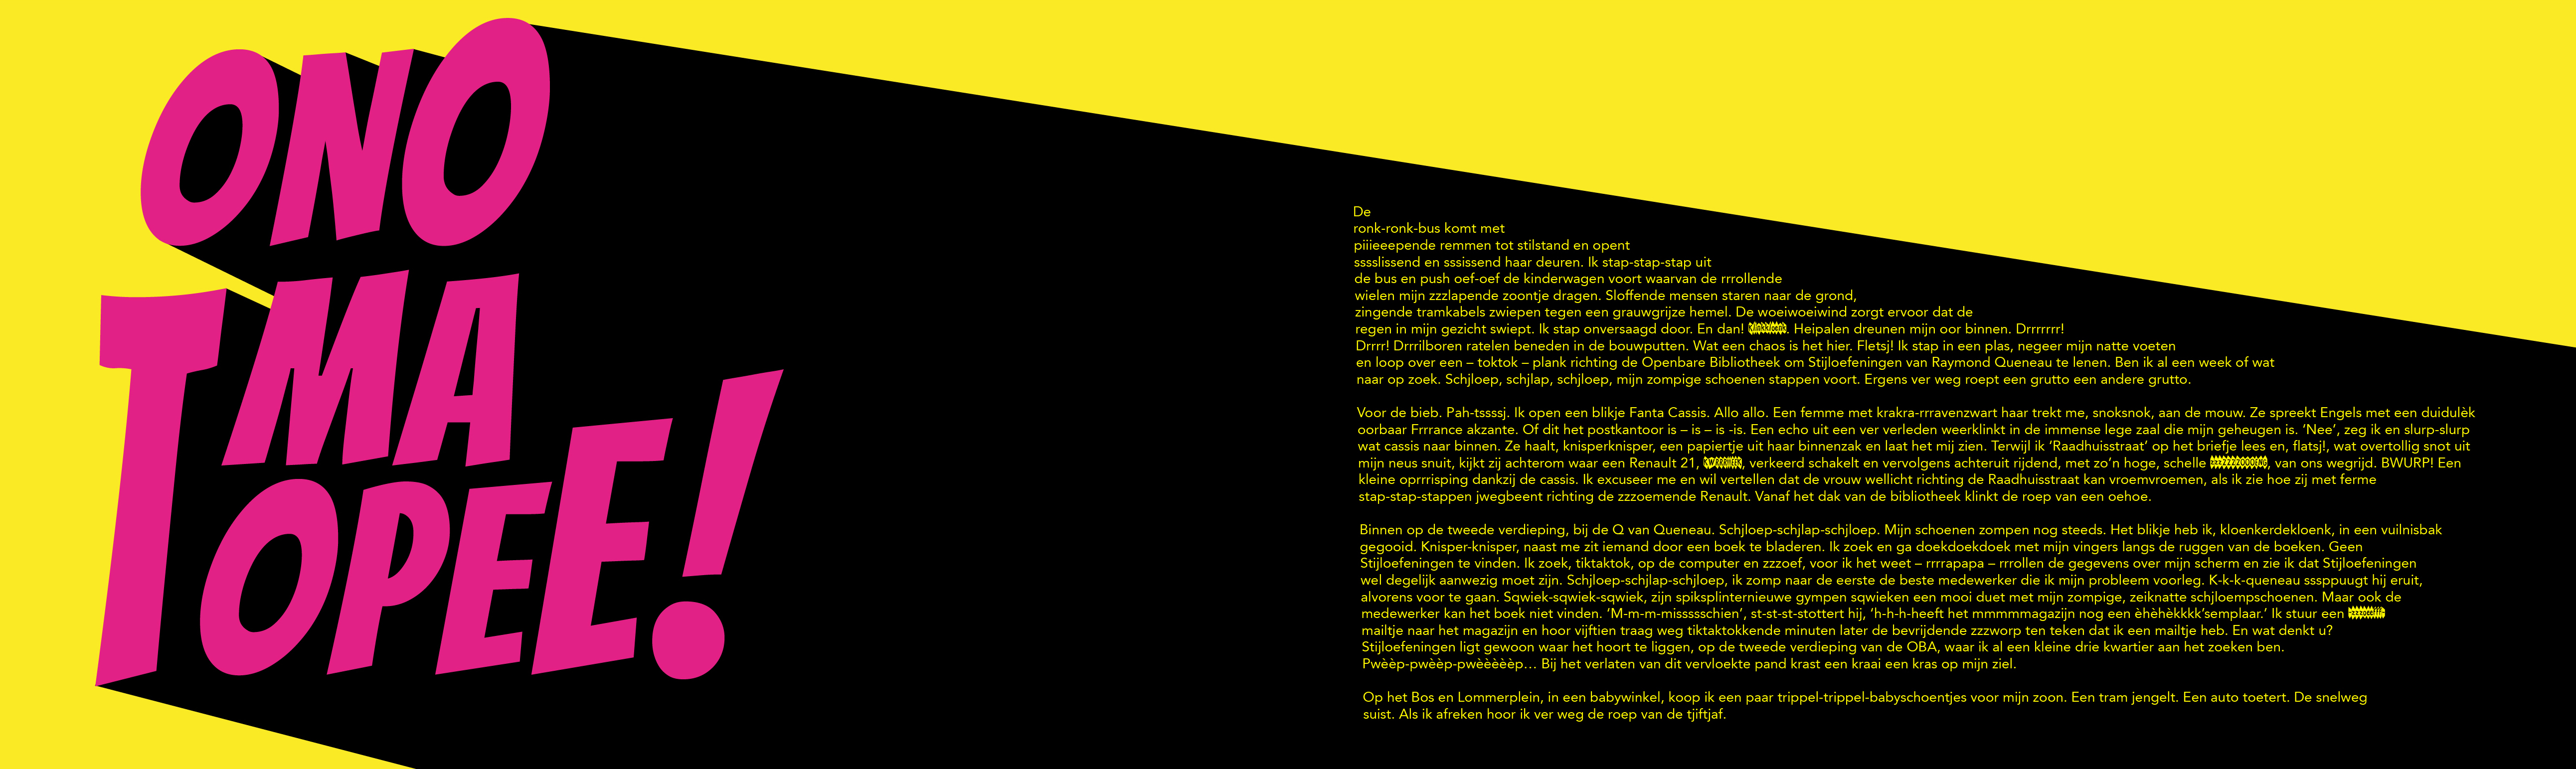 ONO
MA
TOPEE!
De
ronk-ronk-bus komt met
piiieeepende remmen tot stilstand en opent
sssslissend en sssissend haar deuren. Ik stap-stap-stap uit
de bus en push oef-oef de kinderwagen voort waarvan de rrrollende
wielen mijn zzzlapende zoontje dragen. Sloffende mensen staren naar de grond,
zingende tramkabels zwiepen tegen een grauwgrijze hemel. De woeiwoeiwind zorgt ervoor dat de
regen in mijn gezicht swiept. Ik stap onversaagd door. En dan! . Heipalen dreunen mijn oor binnen. Drrrrrrr!
Drrrr! Drrrilboren ratelen beneden in de bouwputten. Wat een chaos is het hier. Fletsj! Ik stap in een plas, negeer mijn natte voeten
en loop over een – toktok – plank richting de Openbare Bibliotheek om Stijloefeningen van Raymond Queneau te lenen. Ben ik al een week of wat
naar op zoek. Schjloep, schjlap, schjloep, mijn zompige schoenen stappen voort. Ergens ver weg roept een grutto een andere grutto.
Voor de bieb. Pah-tsssssj. Ik open een blikje Fanta Cassis. Allo allo. Een femme met krakra-rrravenzwart haar trekt me, snoksnok, aan de mouw. Ze spreekt Engels met een duidulèk
oorbaar Frrrance akzante. Of dit het postkantoor is – is – is -is. Een echo uit een ver verleden weerklinkt in de immense lege zaal die mijn geheugen is. ‘Nee’, zeg ik en slurp-slurp
wat cassis naar binnen. Ze haalt, knisperknisper, een papiertje uit haar binnenzak en laat het mij zien. Terwijl ik ‘Raadhuisstraat’ op het briefje lees en, flatsj!, wat overtollig snot uit
mijn neus snuit, kijkt zij achterom waar een Renault 21, , verkeerd schakelt en vervolgens achteruit rijdend, met zo’n hoge, schelle , van ons wegrijd. BWURP! Een
kleine oprrrisping dankzij de cassis. Ik excuseer me en wil vertellen dat de vrouw wellicht richting de Raadhuisstraat kan vroemvroemen, als ik zie hoe zij met ferme
stap-stap-stappen jwegbeent richting de zzzoemende Renault. Vanaf het dak van de bibliotheek klinkt de roep van een oehoe.
Binnen op de tweede verdieping, bij de Q van Queneau. Schjloep-schjlap-schjloep. Mijn schoenen zompen nog steeds. Het blikje heb ik, kloenkerdekloenk, in een vuilnisbak
gegooid. Knisper-knisper, naast me zit iemand door een boek te bladeren. Ik zoek en ga doekdoekdoek met mijn vingers langs de ruggen van de boeken. Geen
Stijloefeningen te vinden. Ik zoek, tiktaktok, op de computer en zzzoef, voor ik het weet – rrrrapapa – rrrollen de gegevens over mijn scherm en zie ik dat Stijloefeningen
wel degelijk aanwezig moet zijn. Schjloep-schjlap-schjloep, ik zomp naar de eerste de beste medewerker die ik mijn probleem voorleg. K-k-k-queneau sssppuugt hij eruit,
alvorens voor te gaan. Sqwiek-sqwiek-sqwiek, zijn spiksplinternieuwe gympen sqwieken een mooi duet met mijn zompige, zeiknatte schjloempschoenen. Maar ook de
medewerker kan het boek niet vinden. ‘M-m-m-misssssschien’, st-st-st-stottert hij, ‘h-h-h-heeft het mmmmmagazijn nog een èhèhèkkkk’semplaar.’ Ik stuur een
mailtje naar het magazijn en hoor vijftien traag weg tiktaktokkende minuten later de bevrijdende zzzworp ten teken dat ik een mailtje heb. En wat denkt u?
Stijloefeningen ligt gewoon waar het hoort te liggen, op de tweede verdieping van de OBA, waar ik al een kleine drie kwartier aan het zoeken ben.
Pwèèp-pwèèp-pwèèèèèp… Bij het verlaten van dit vervloekte pand krast een kraai een kras op mijn ziel.
Op het Bos en Lommerplein, in een babywinkel, koop ik een paar trippel-trippel-babyschoentjes voor mijn zoon. Een tram jengelt. Een auto toetert. De snelweg
suist. Als ik afreken hoor ik ver weg de roep van de tjiftjaf.